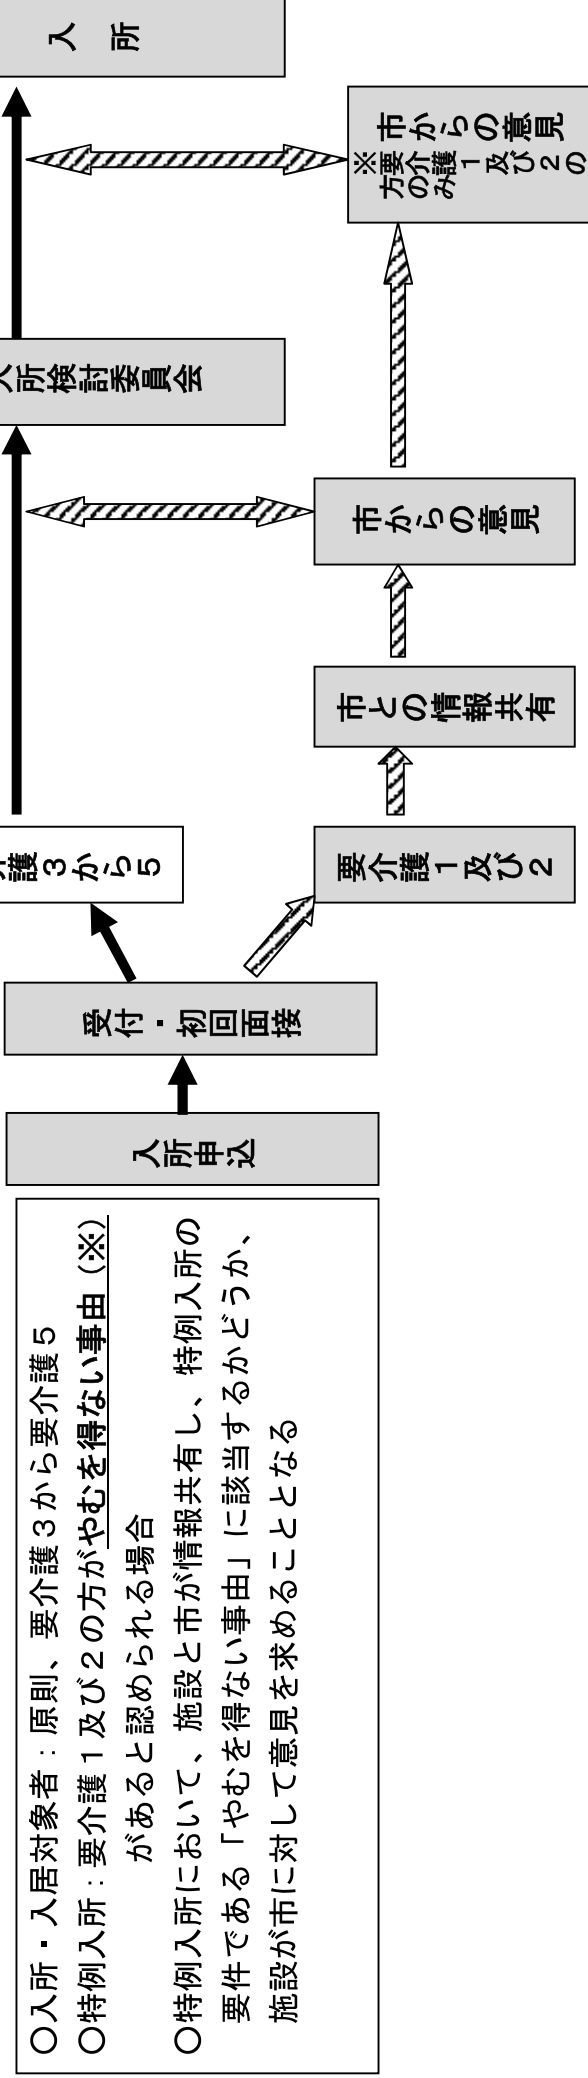 ○入所・入居対象者：原則、要介護３から要介護５
○特例入所：要介護１及び２の方がやむを得ない事由（※）
があると認められる場合
○特例入所において、施設と市が情報共有し、特例入所の
要件である「やむを得ない事由」に該当するかどうか、
施設が市に対して意見を求めることとなる
入所申込
受付・初回面接
護３から５
要介護１及び２
市との情報共有
市からの意見
入所検討委員会
市からの意見
※要介護１及び２の
方のみ
入　所